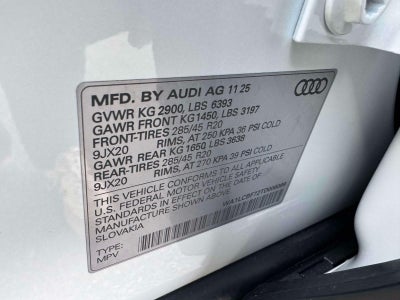 MFD. BY AUDI AG 11 25
GVWR KG 2900, LBS 6393
GAWR FRONT KG1450, LBS 3197
FRONT-TIRES 285/45 R20
9JX20 RIMS, AT 250 KPA 36 PSI COLD
GAWR REAR KG 1650, LBS 3638
REAR-TIRES 285/45 R20
9JX20 RIMS, AT 270 KPA 39 PSI COLD
THIS VEHICLE CONFORMS TO ALL APPLICABLE
U.S. FEDERAL MOTOR VEHICLE SAFETY
STANDARDS IN EFFECT ON THE DATE OF
MANUFACTURE SHOWN ABOVE.
SLOVAKIA
TYPE:
MPV